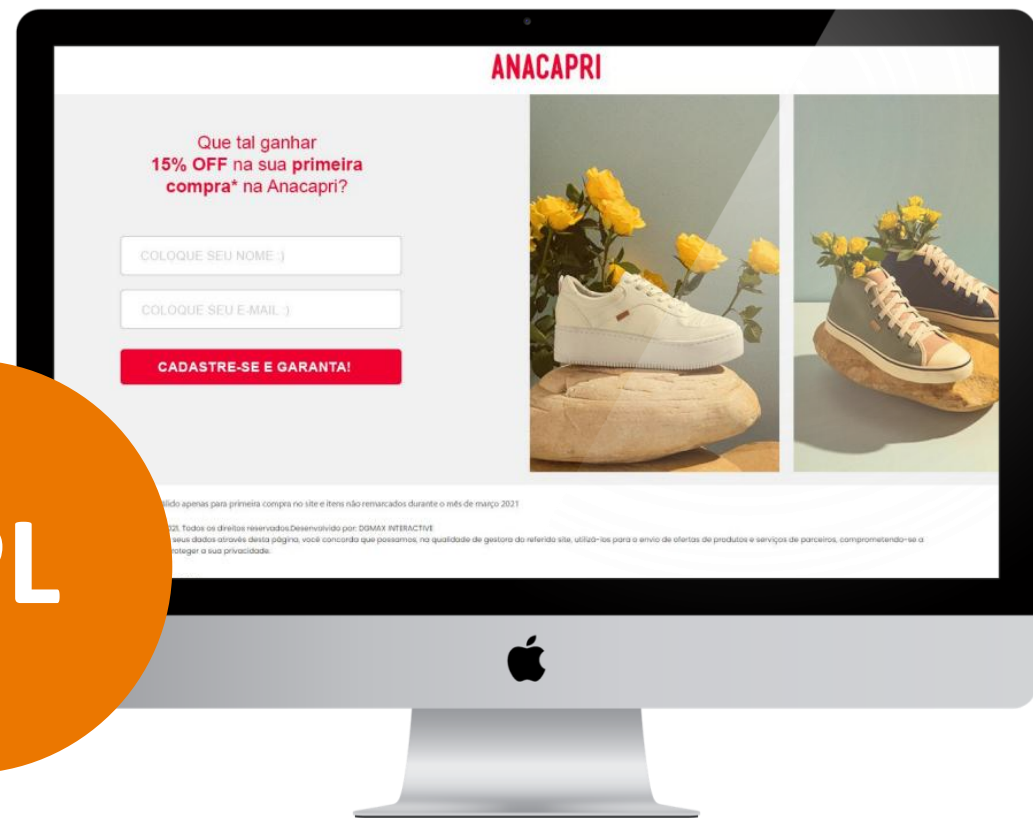 ANACAPRI
Que tal ganhar
15% OFF na sua primeira
compra* na Anacapri?
COLOQUE SEU NOME :)
COLOQUE SEU E-MAIL :)
CADASTRE-SE E GARANTA!
apenas para primeira compra no site e itens não remarcados durante o mês de março 2021
Todos os direitos reservados.Desenvolvido por: DGMAX INTERACTIVE
seus dados através desta página, você concorda que possamos, na qualidade de gestora do referido site, utilizá-los para o envio de ofertas de produtos e serviços de parceiros, comprometendo-se a
proteger a sua privacidade.
L